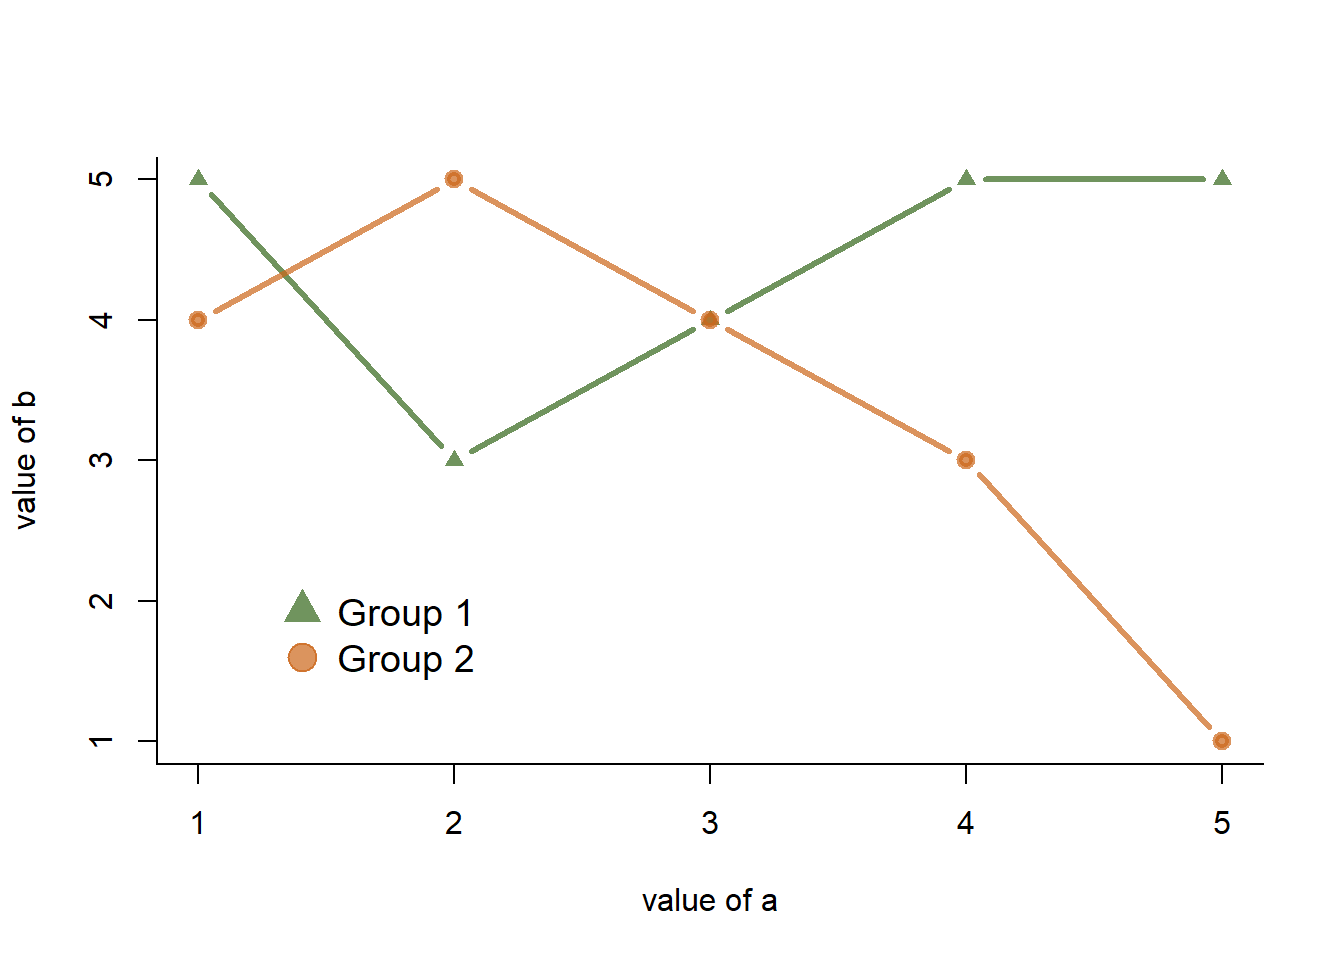 5
4
3
2
1
value of b
Group 1
Group 2
1 2 3 4 5
value of a